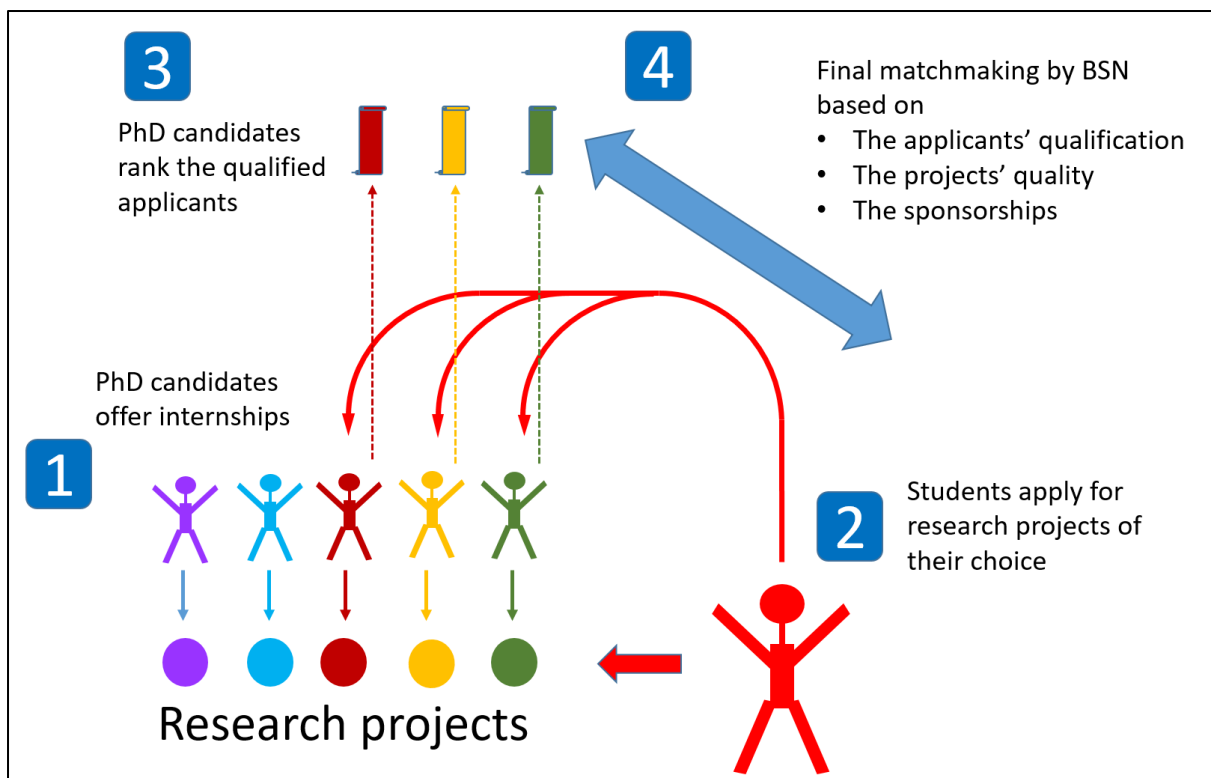 1
PhD candidates
offer internships
2
Students apply for
research projects of
their choice
3
PhD candidates
rank the qualified
applicants
4
Final matchmaking by BSN
based on
• The applicants’ qualification
• The projects’ quality
• The sponsorships
Research projects